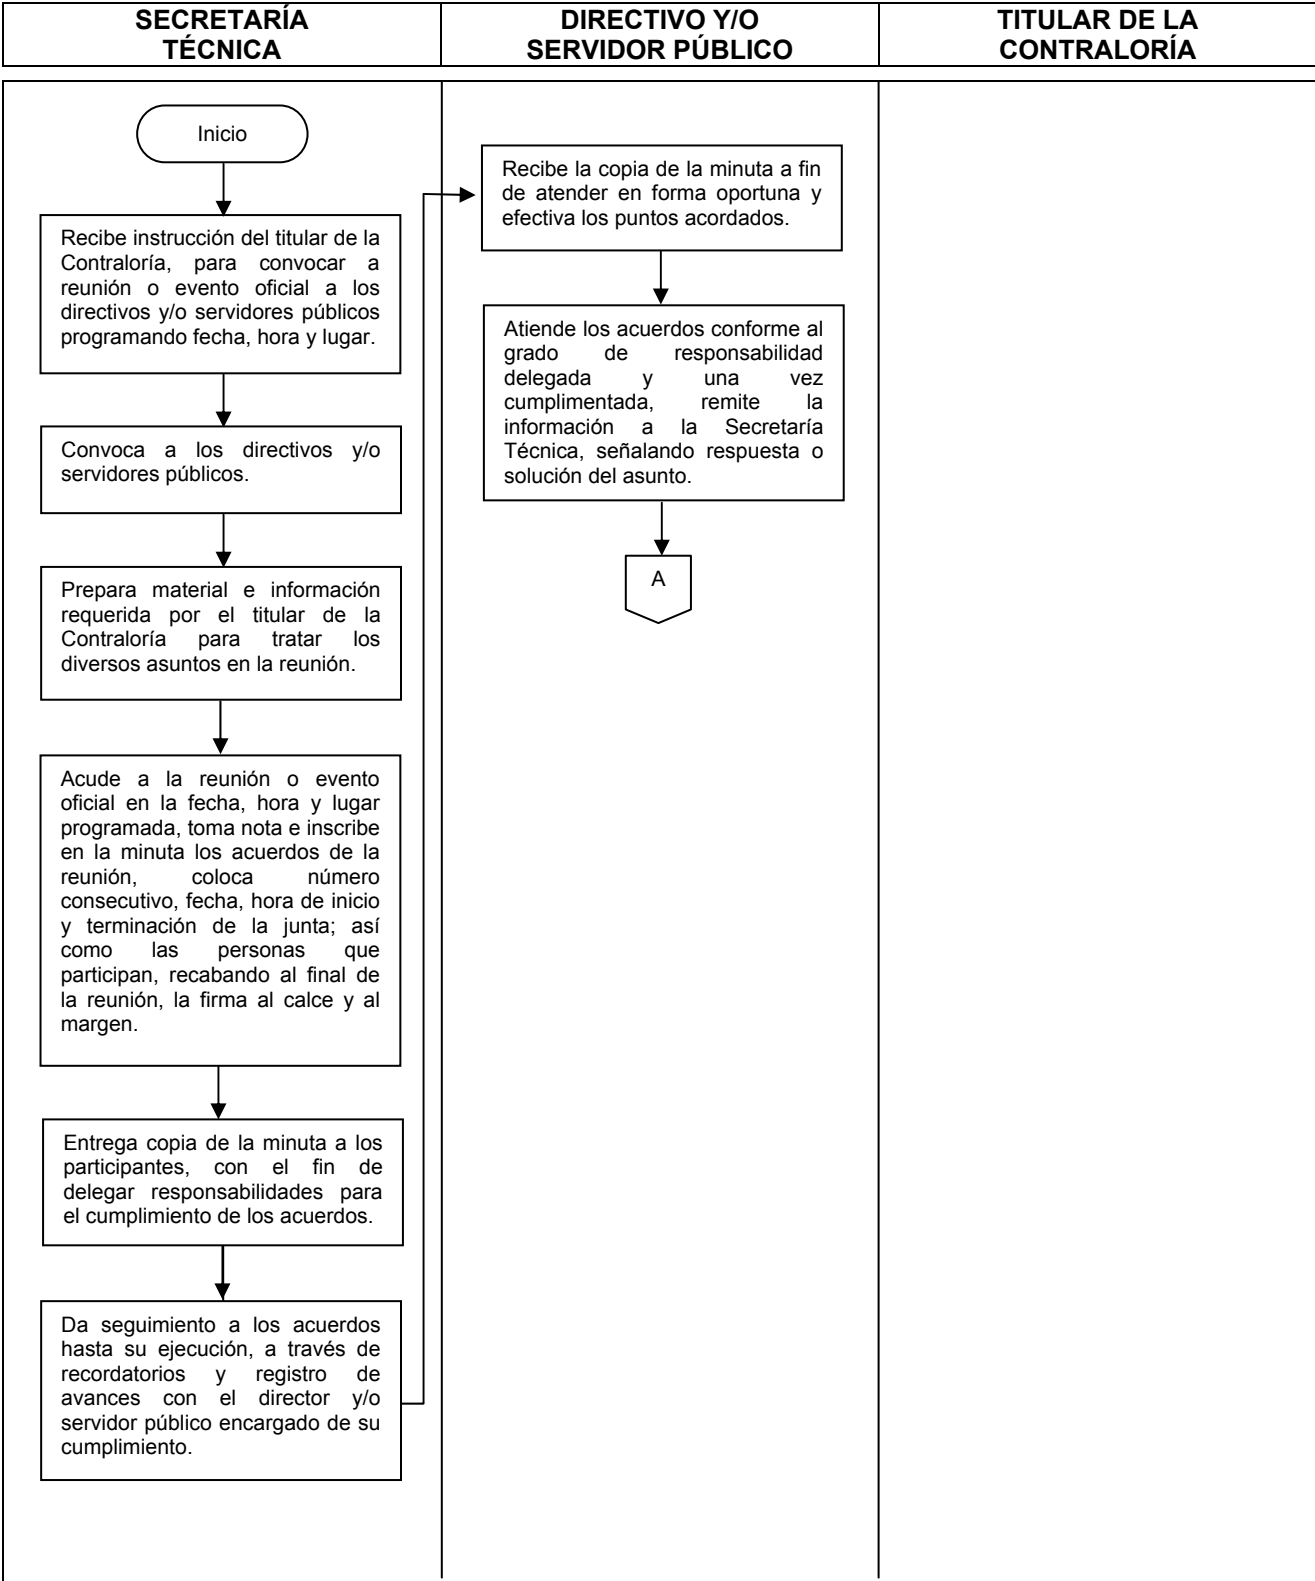 SECRETARÍA
TÉCNICA
DIRECTIVO Y/O
SERVIDOR PÚBLICO
TITULAR DE LA
CONTRALORÍA
Inicio
Recibe instrucción del titular de la
Contraloría, para convocar a
reunión o evento oficial a los
directivos y/o servidores públicos
programando fecha, hora y lugar.
Convoca a los directivos y/o
servidores públicos.
Prepara material e información
requerida por el titular de la
Contraloría para tratar los
diversos asuntos en la reunión.
Acude a la reunión o evento
oficial en la fecha, hora y lugar
programada, toma nota e inscribe
en la minuta los acuerdos de la
reunión, coloca número
consecutivo, fecha, hora de inicio
y terminación de la junta; así
como las personas que
participan, recabando al final de
la reunión, la firma al calce y al
margen.
Entrega copia de la minuta a los
participantes, con el fin de
delegar responsabilidades para
el cumplimiento de los acuerdos.
Da seguimiento a los acuerdos
hasta su ejecución, a través de
recordatorios y registro de
avances con el director y/o
servidor público encargado de su
cumplimiento.
Recibe la copia de la minuta a fin
de atender en forma oportuna y
efectiva los puntos acordados.
Atiende los acuerdos conforme al
grado de responsabilidad
delegada y una vez
cumplimentada, remite la
información a la Secretaría
Técnica, señalando respuesta o
solución del asunto.
A